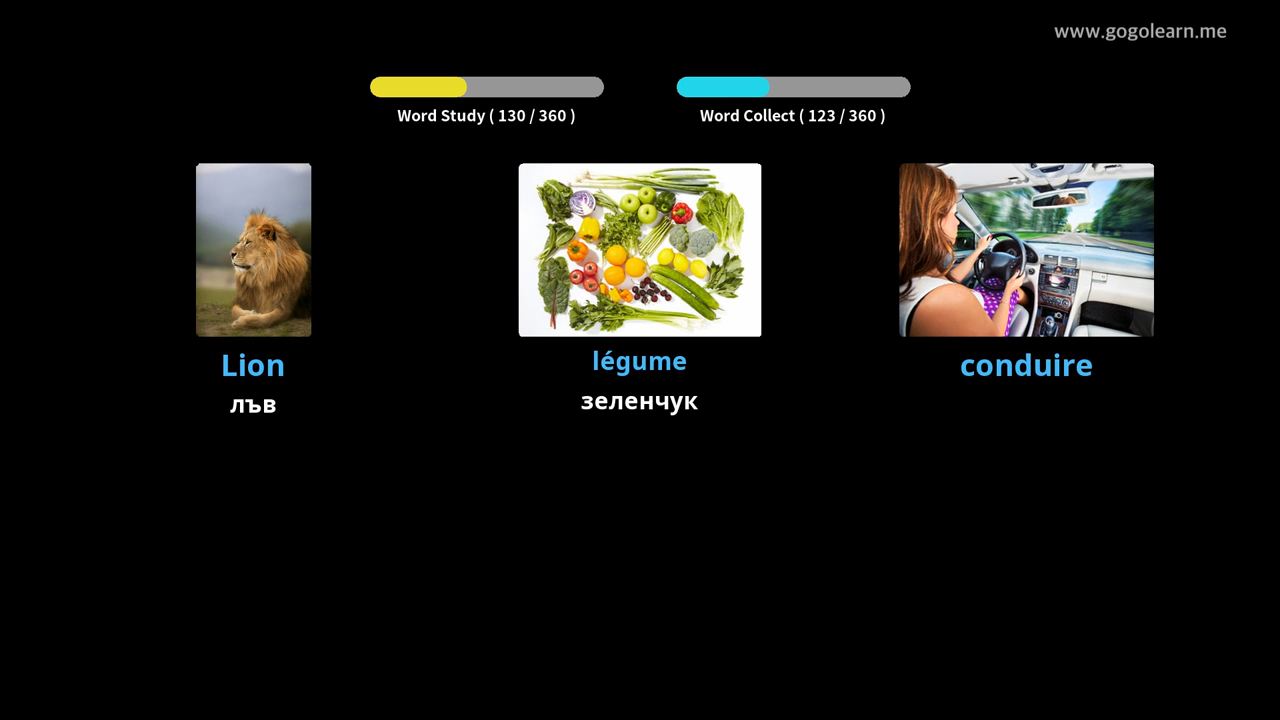 www.gogolearn.me
Word Study ( 130 / 360 )
Word Collect ( 123 / 360 )
Lion
légume
conduire
лъв
зеленчук